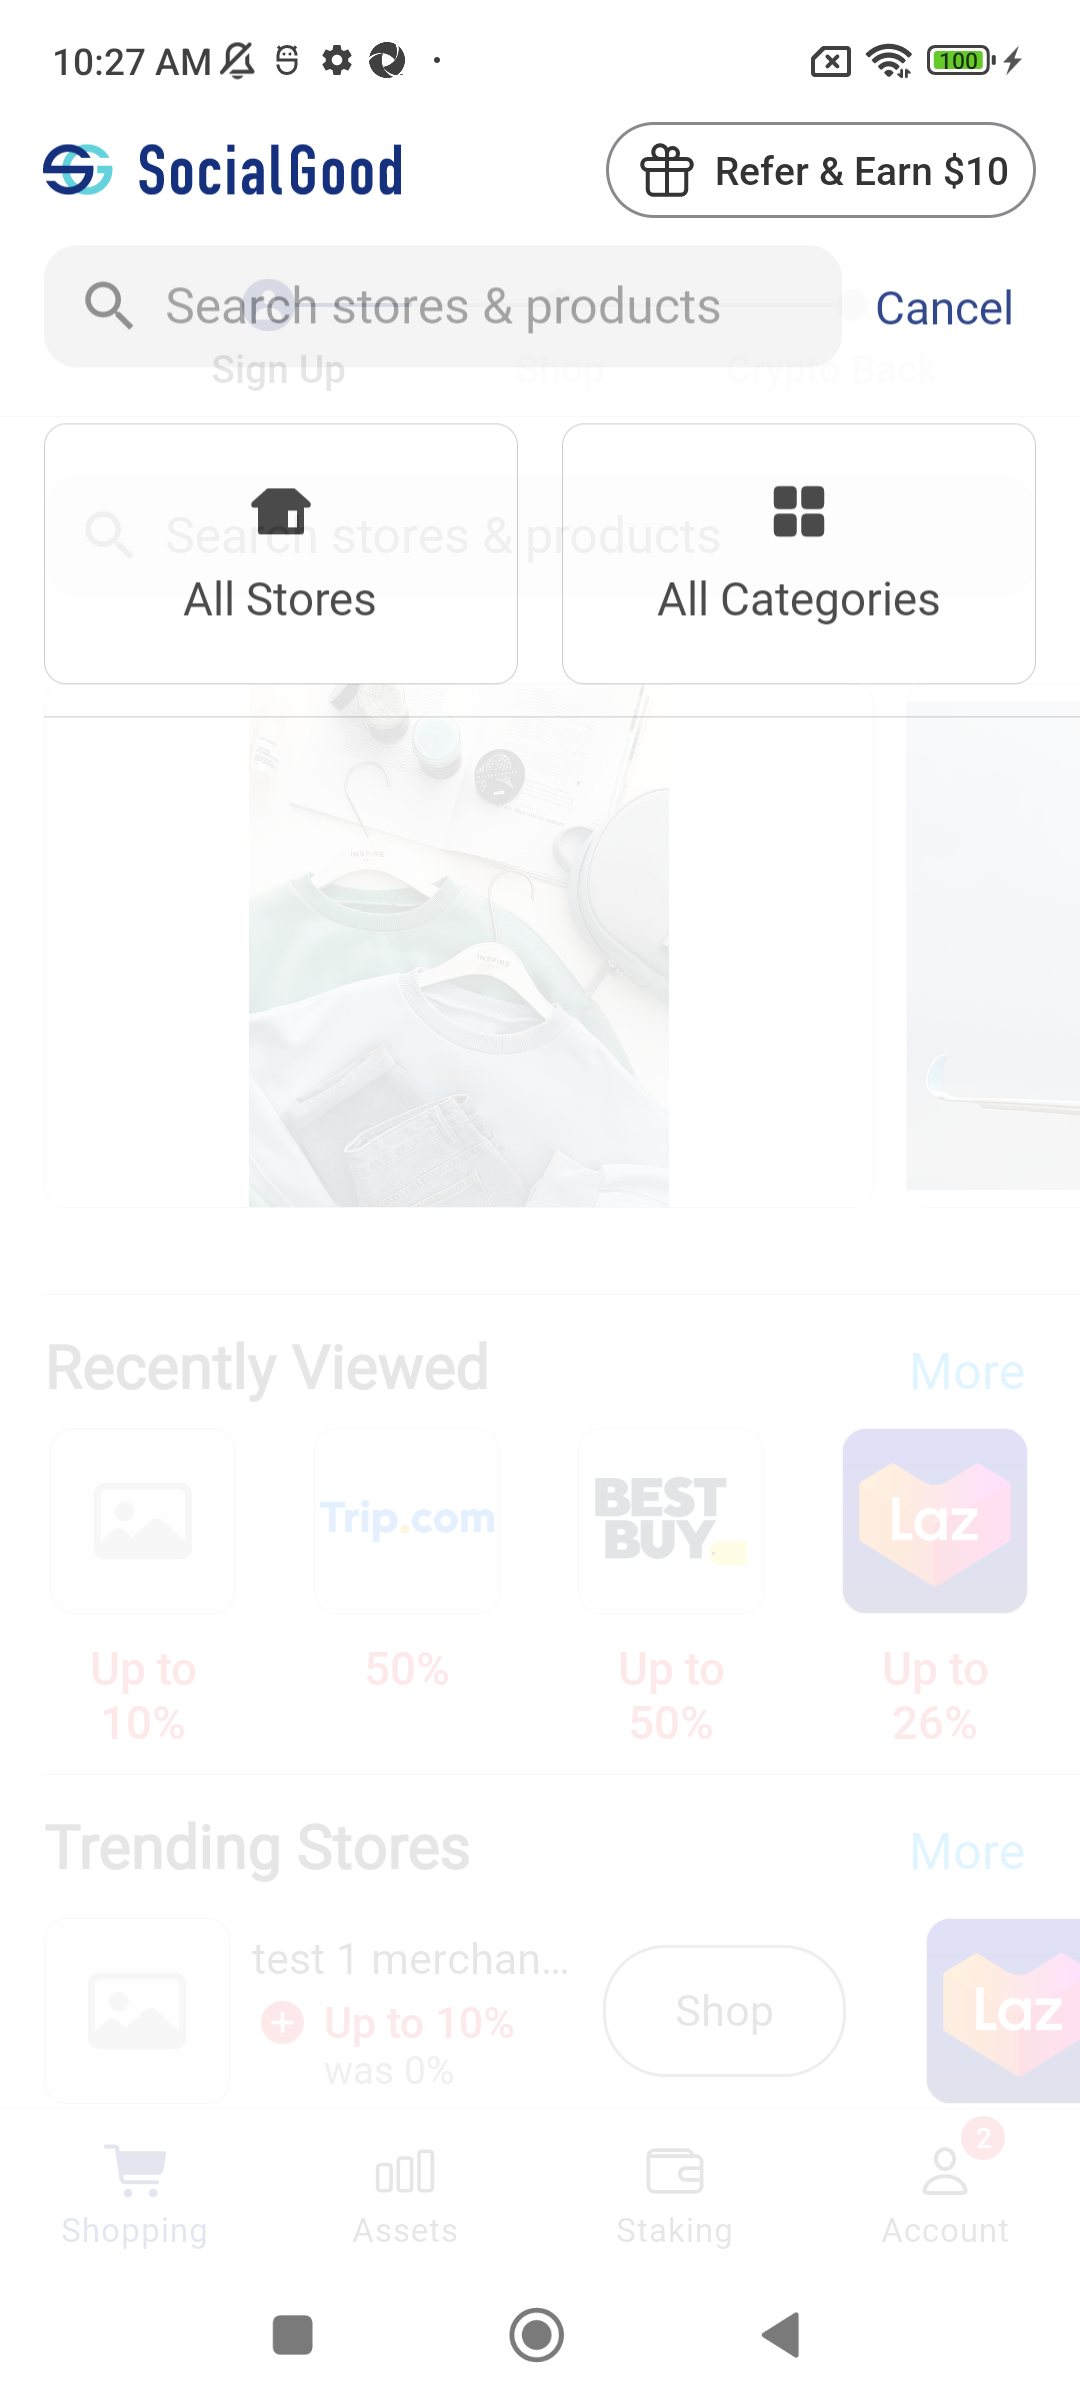 10:27 AM
100
SocialGood
Refer & Earn $10
Search stores & products
Cancel
Sign Up
Shop
Crypto Back
Search stores & products
All Stores
All Categories
INSPIRE
INSPIRE
Recently Viewed
More
Trip.com
BEST
BUY
Laz
Up to
10%
50%
Up to
50%
Up to
26%
Trending Stores
More
test 1 merchan...
Up to 10%
was 0%
Shop
Laz
2
Shopping
Assets
Staking
Account